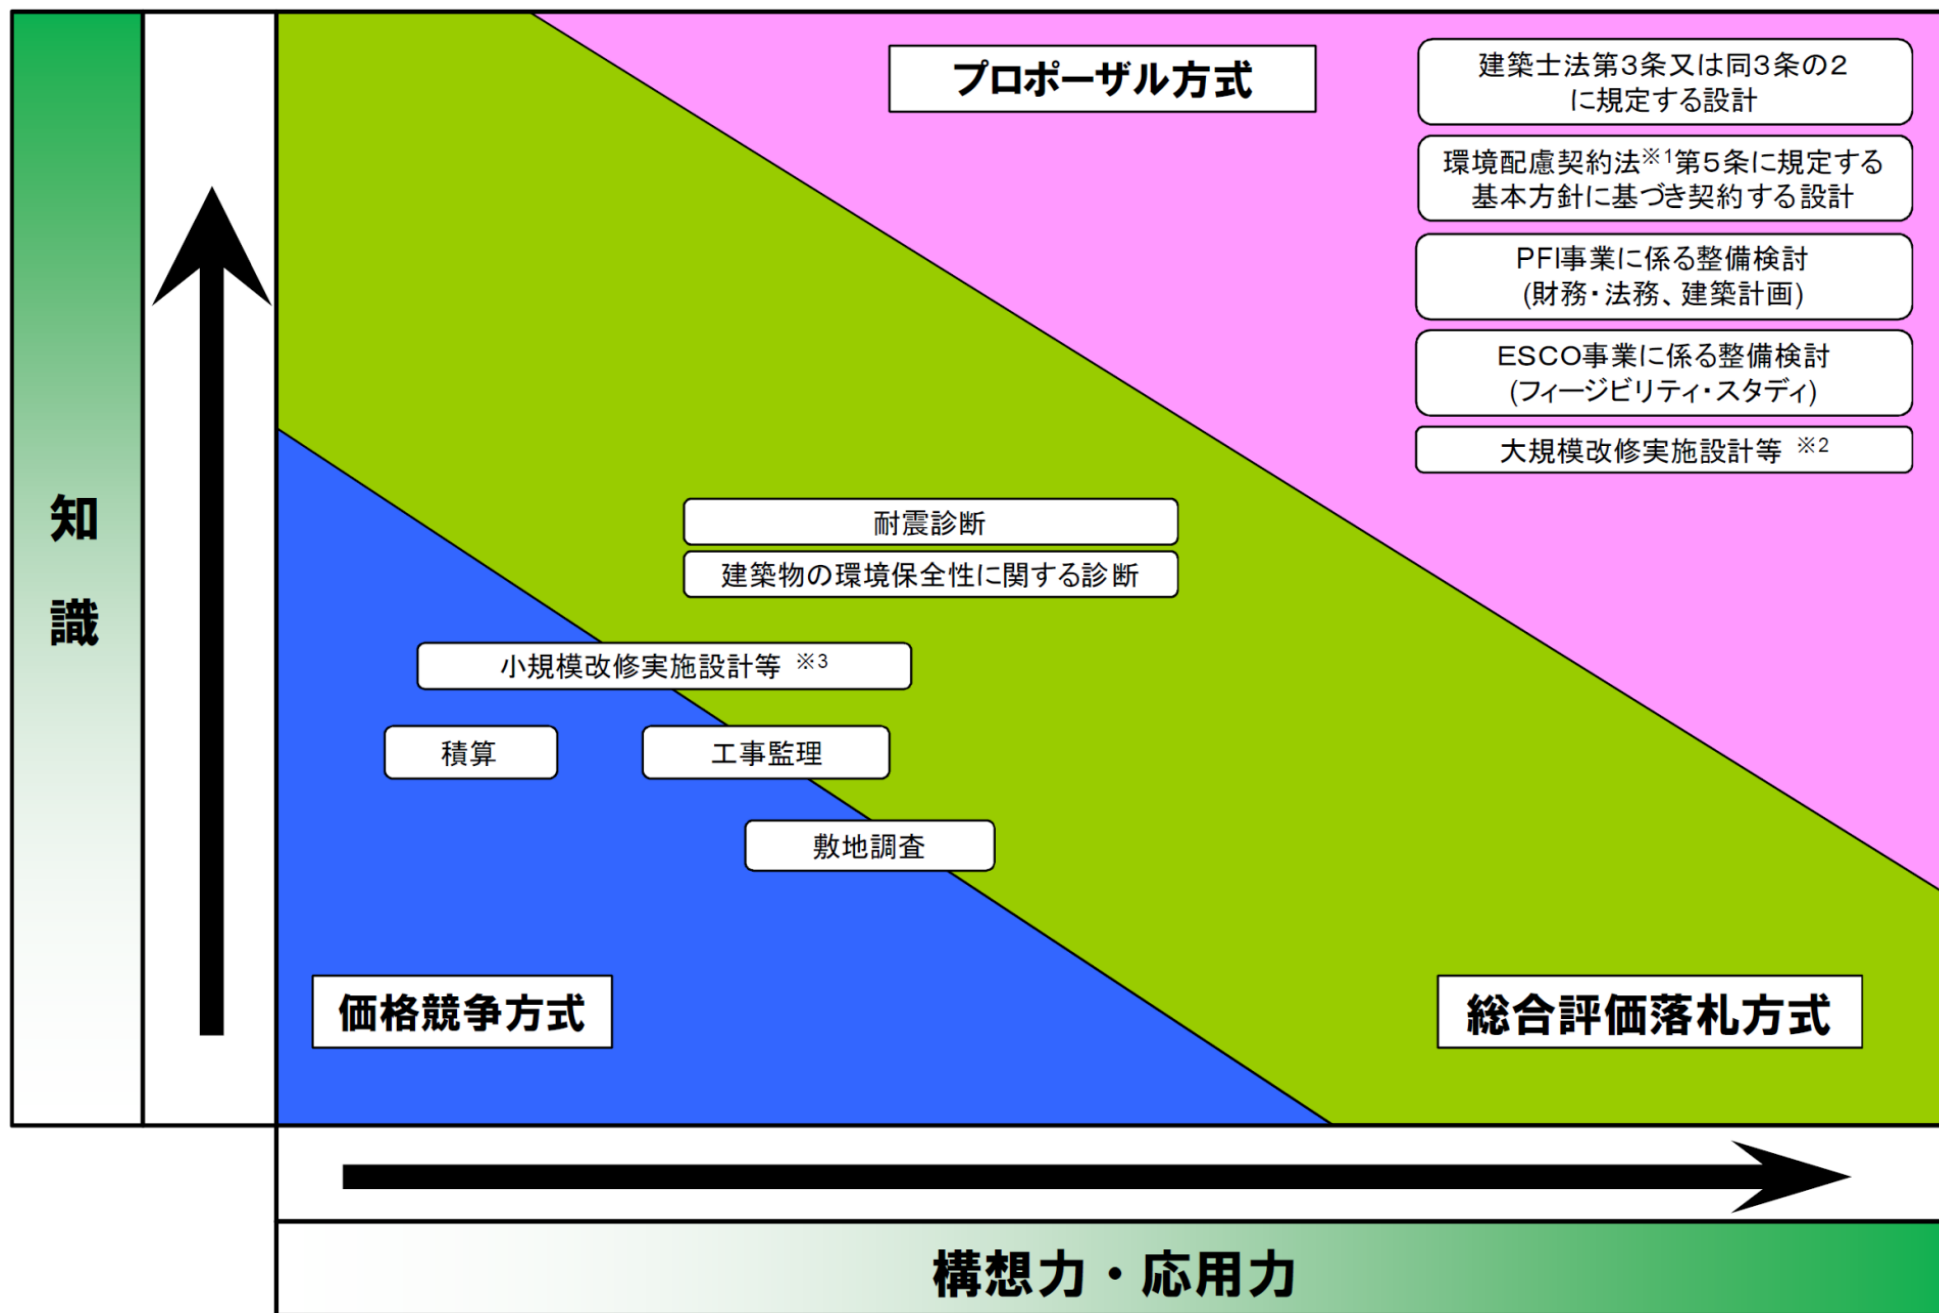 プロポーザル方式
建築士法第3条又は同3条の2
に規定する設計
環境配慮契約法※1第5条に規定する
基本方針に基づき契約する設計
PFI事業に係る整備検討
(財務・法務、建築計画)
ESCO事業に係る整備検討
(フィージビリティ・スタディ)
大規模改修実施設計等 ※2
知識
耐震診断
建築物の環境保全性に関する診断
小規模改修実施設計等 ※3
積算
工事監理
敷地調査
価格競争方式
総合評価落札方式
構想力・応用力